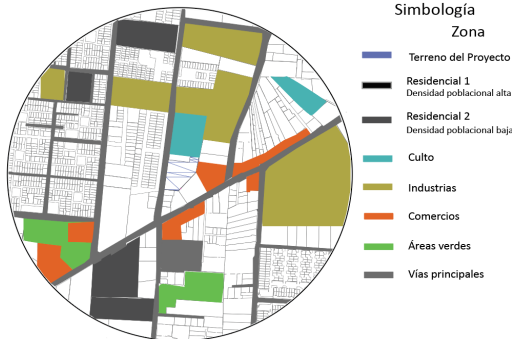 Simbología
Zona
Terreno del Proyecto
Residencial 1
Densidad poblacional alta
Residencial 2
Densidad poblacional baja
Culto
Industrias
Comercios
Áreas verdes
Vías principales